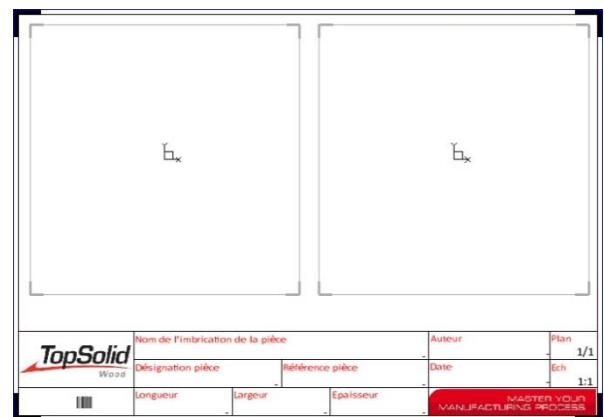 Y
X
Y
X
TopSolid
Wood
Nom de l'imbrication de la pièce
-
Auteur
-
Plan
1/1
Désignation pièce
-
Référence pièce
-
Date
-
Ech
1:1
Longueur
-
Largeur
-
Epaisseur
-
MASTER YOUR
MANUFACTURING PROCESS